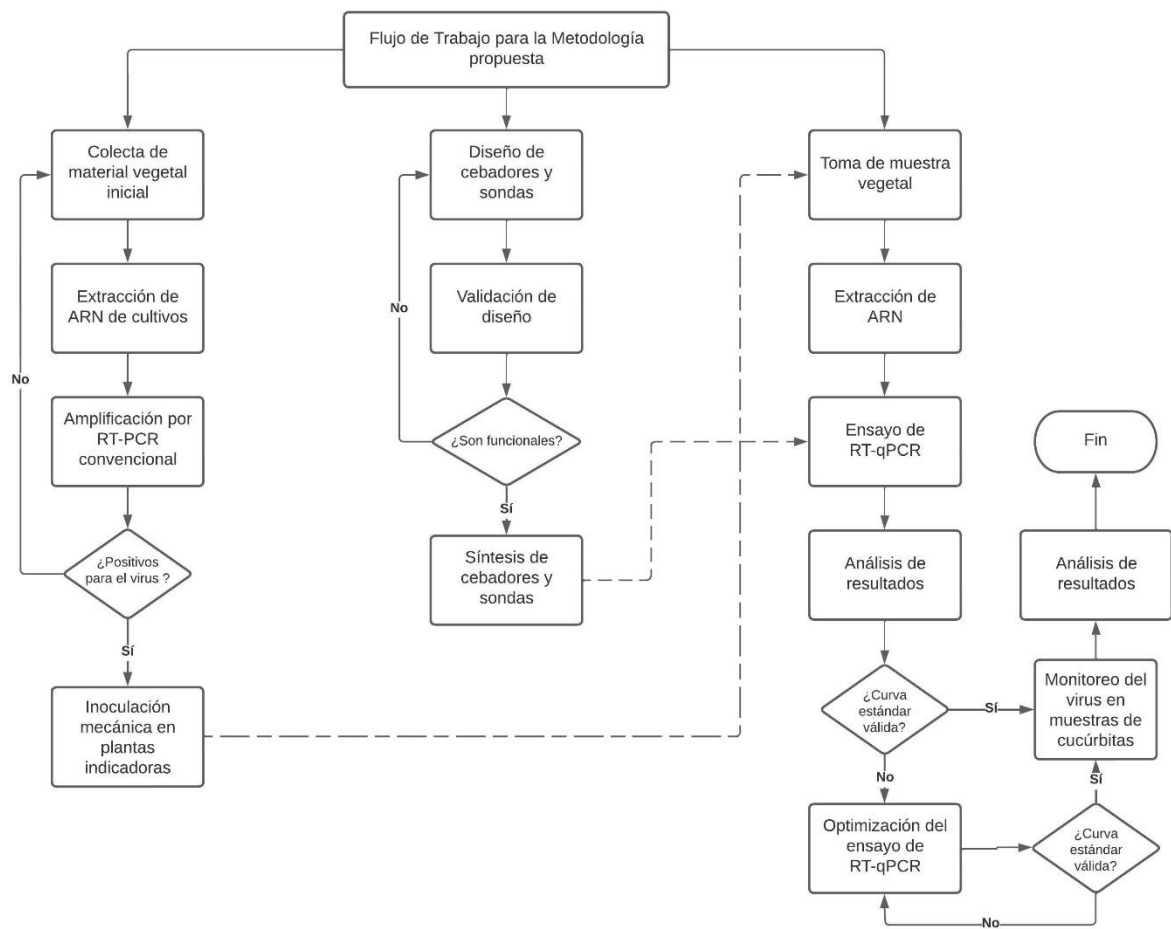 Flujo de Trabajo para la Metodología
propuesta
Colecta de
material vegetal
inicial
Extracción de
ARN de cultivos
No
Amplificación por
RT-PCR
convencional
¿Positivos
para el virus ?
Sí
Inoculación
mecánica en
plantas
indicadoras
Diseño de
cebadores y
sondas
Validación de
diseño
No
¿Son funcionales?
Sí
Síntesis de
cebadores y
sondas
Toma de muestra
vegetal
Extracción de
ARN
Ensayo de
RT-qPCR
Análisis de
resultados
¿Curva
estándar
válida?
Sí
No
Optimización del
ensayo de
RT-qPCR
¿Curva
estándar
válida?
No
Sí
Monitoreo del
virus en
muestras de
cucúrbitas
Análisis de
resultados
Fin